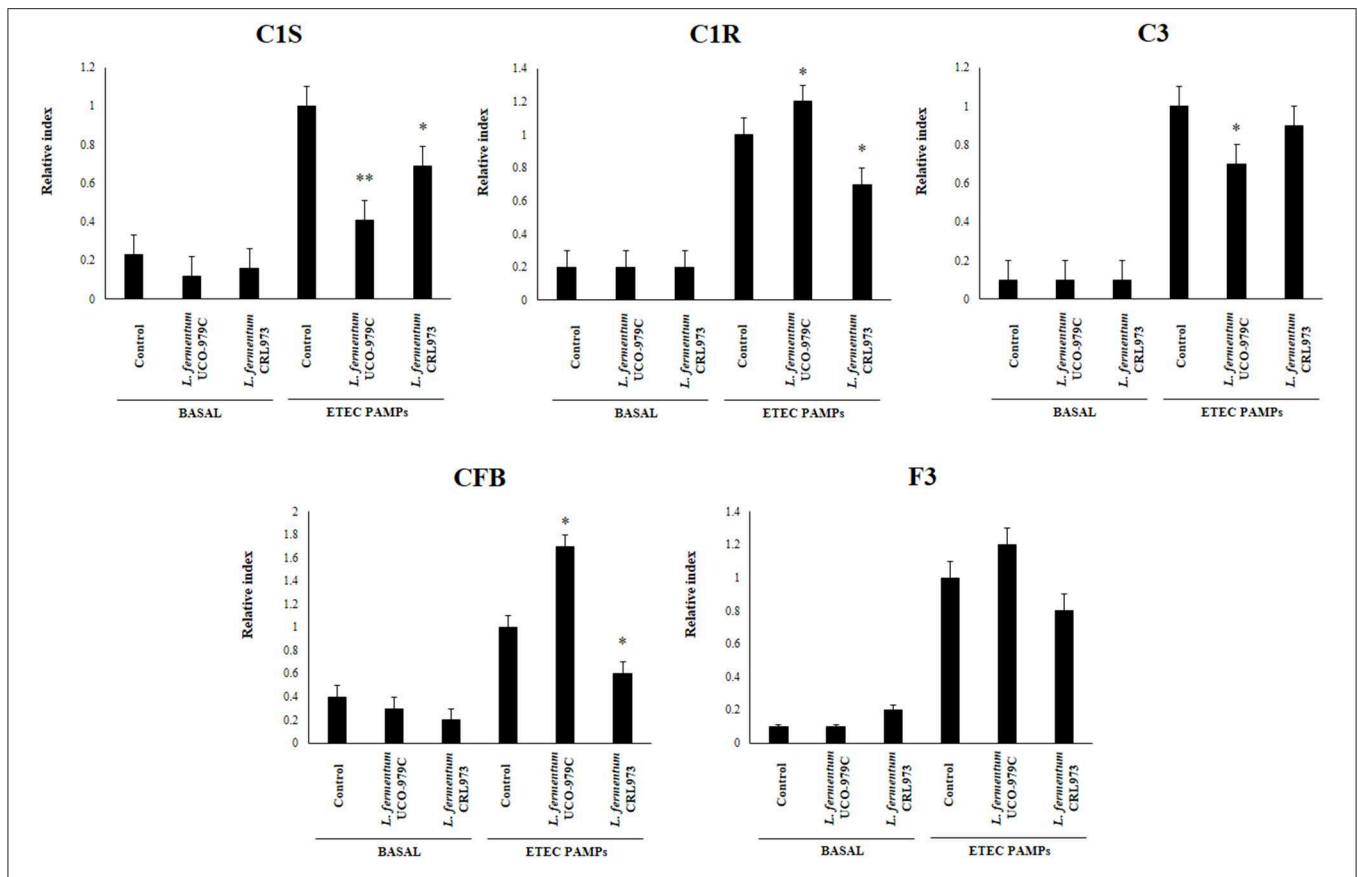 C1S
1.2
1
0.8
0.6
0.4
0.2
0
Relative index
**
*
Control
L. fermentum
UCO-979C
L. fermentum
CRL973
Control
L. fermentum
UCO-979C
L. fermentum
CRL973
BASAL
ETEC PAMPs
C1R
1.4
1.2
1
0.8
0.6
0.4
0.2
0
Relative index
*
*
Control
L. fermentum
UCO-979C
L. fermentum
CRL973
Control
L. fermentum
UCO-979C
L. fermentum
CRL973
BASAL
ETEC PAMPs
C3
1.2
1
0.8
0.6
0.4
0.2
0
Relative index
*
Control
L. fermentum
UCO-979C
L. fermentum
CRL973
Control
L. fermentum
UCO-979C
L. fermentum
CRL973
BASAL
ETEC PAMPs
CFB
2
1.8
1.6
1.4
1.2
1
0.8
0.6
0.4
0.2
0
Relative index
*
*
Control
L. fermentum
UCO-979C
L. fermentum
CRL973
Control
L. fermentum
UCO-979C
L. fermentum
CRL973
BASAL
ETEC PAMPs
F3
1.4
1.2
1
0.8
0.6
0.4
0.2
0
Relative index
Control
L. fermentum
UCO-979C
L. fermentum
CRL973
Control
L. fermentum
UCO-979C
L. fermentum
CRL973
BASAL
ETEC PAMPs